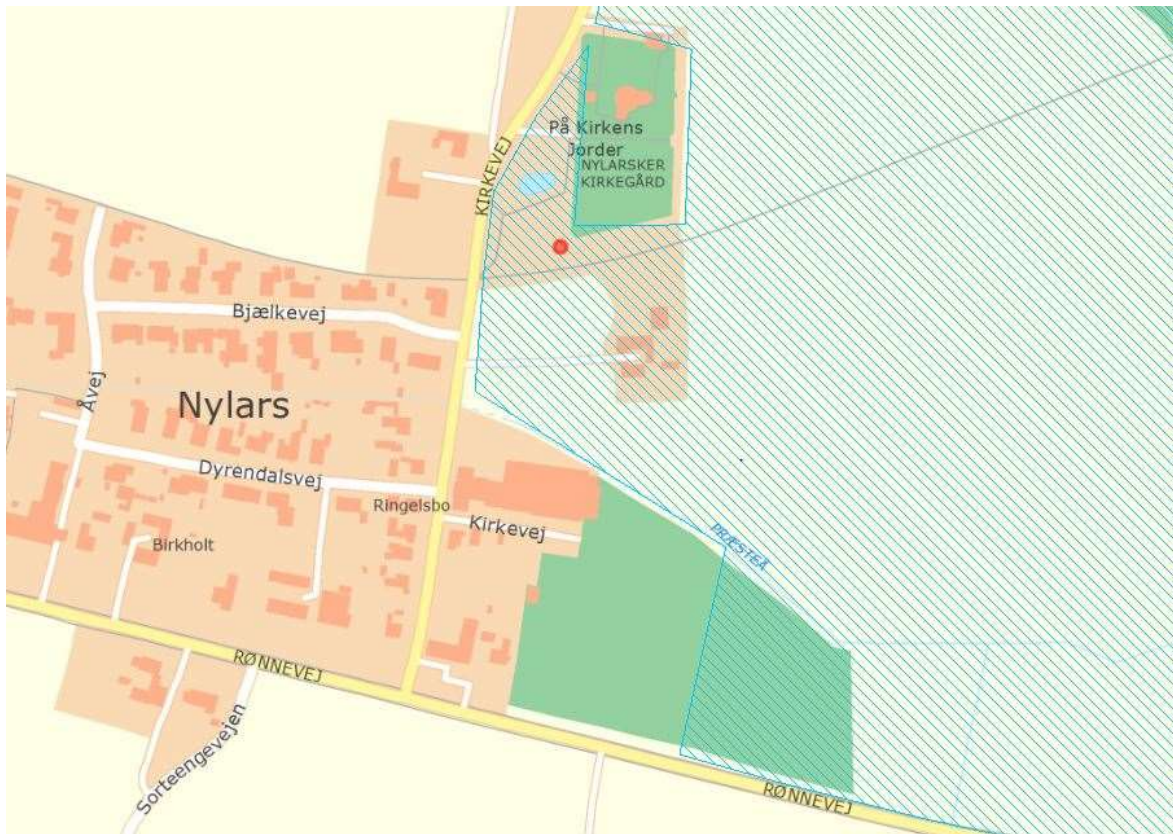 På Kirkens
Jorder
NYLARSKER
KIRKEGÅRD
KIRKEVEJ
Bjælkevej
Åvej
Nylars
Dyrendalsvej
Ringelsbo
Kirkevej
Birkholt
PRÆSTEÅ
RØNNEVEJ
Sorteengevejen
RØNNEVEJ